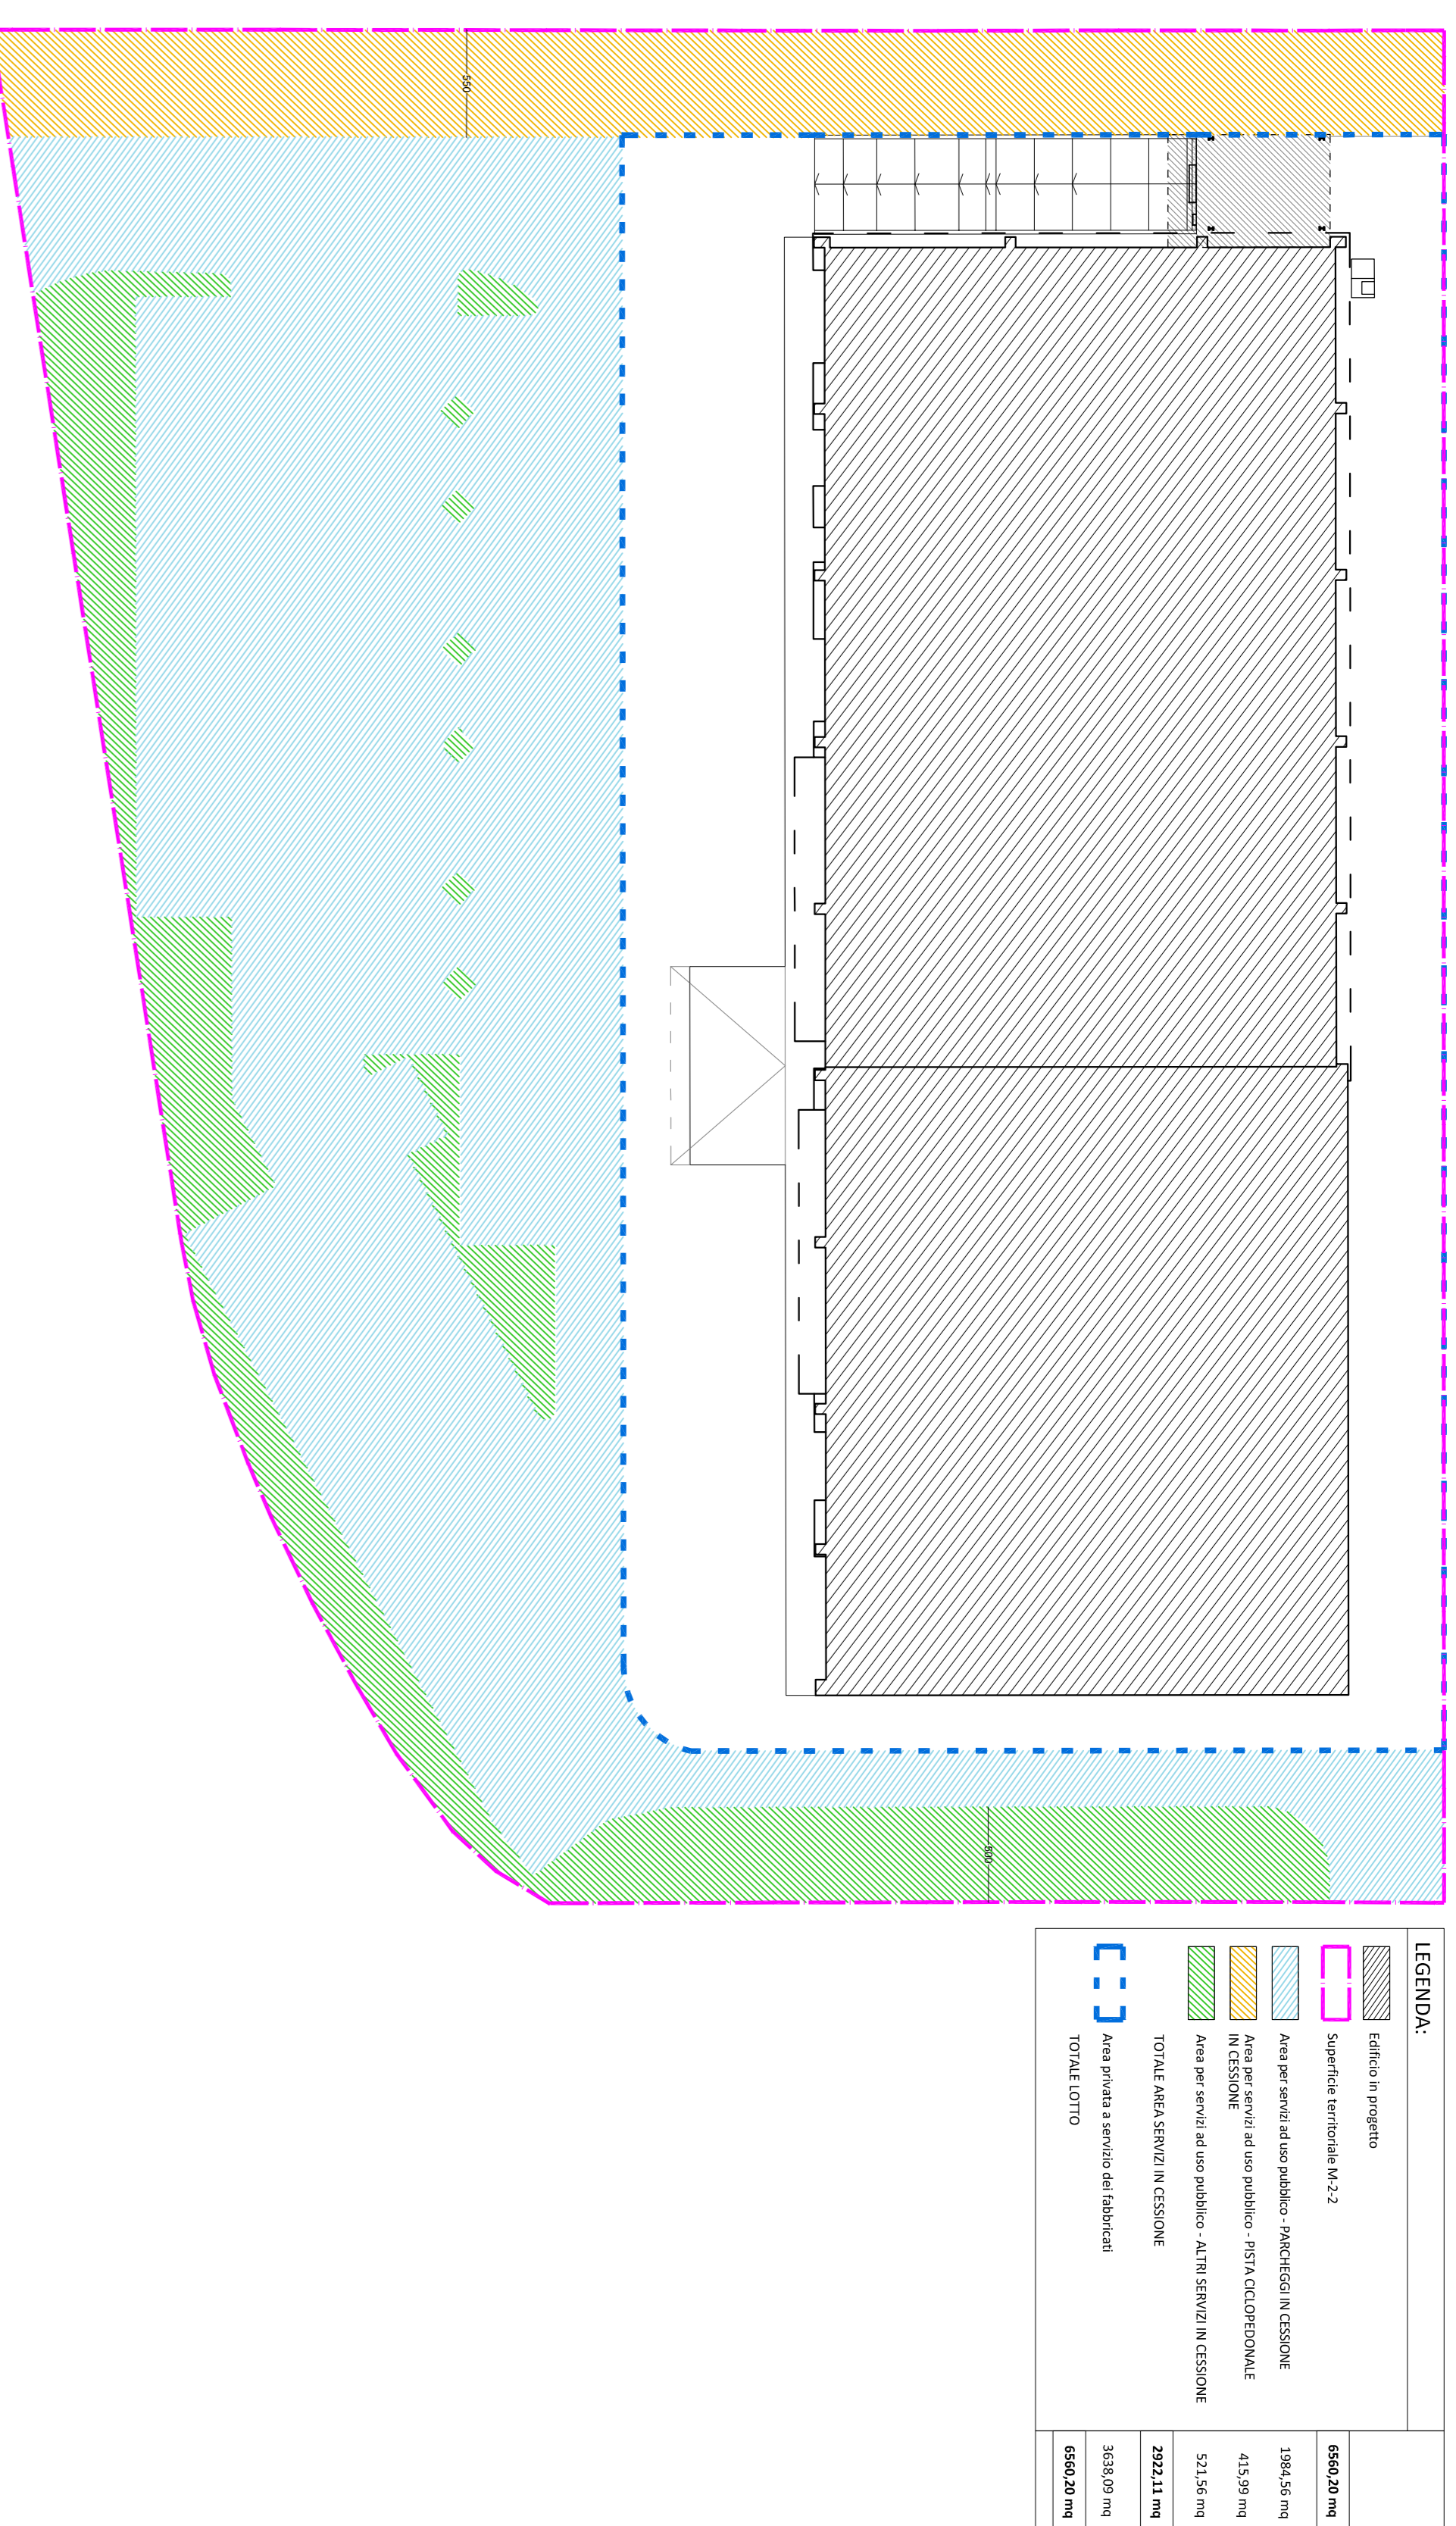 550
500
LEGENDA:
Edificio in progetto
Superficie territoriale M-2-2 6560,20 mq
Area per servizi ad uso pubblico - PARCHEGGI IN CESSIONE 1984,56 mq
Area per servizi ad uso pubblico - PISTA CICLOPEDONALE
IN CESSIONE 415,99 mq
Area per servizi ad uso pubblico - ALTRI SERVIZI IN CESSIONE 521,56 mq
TOTALE AREA SERVIZI IN CESSIONE 2922,11 mq
Area privata a servizio dei fabbricati 3638,09 mq
TOTALE LOTTO 6560,20 mq